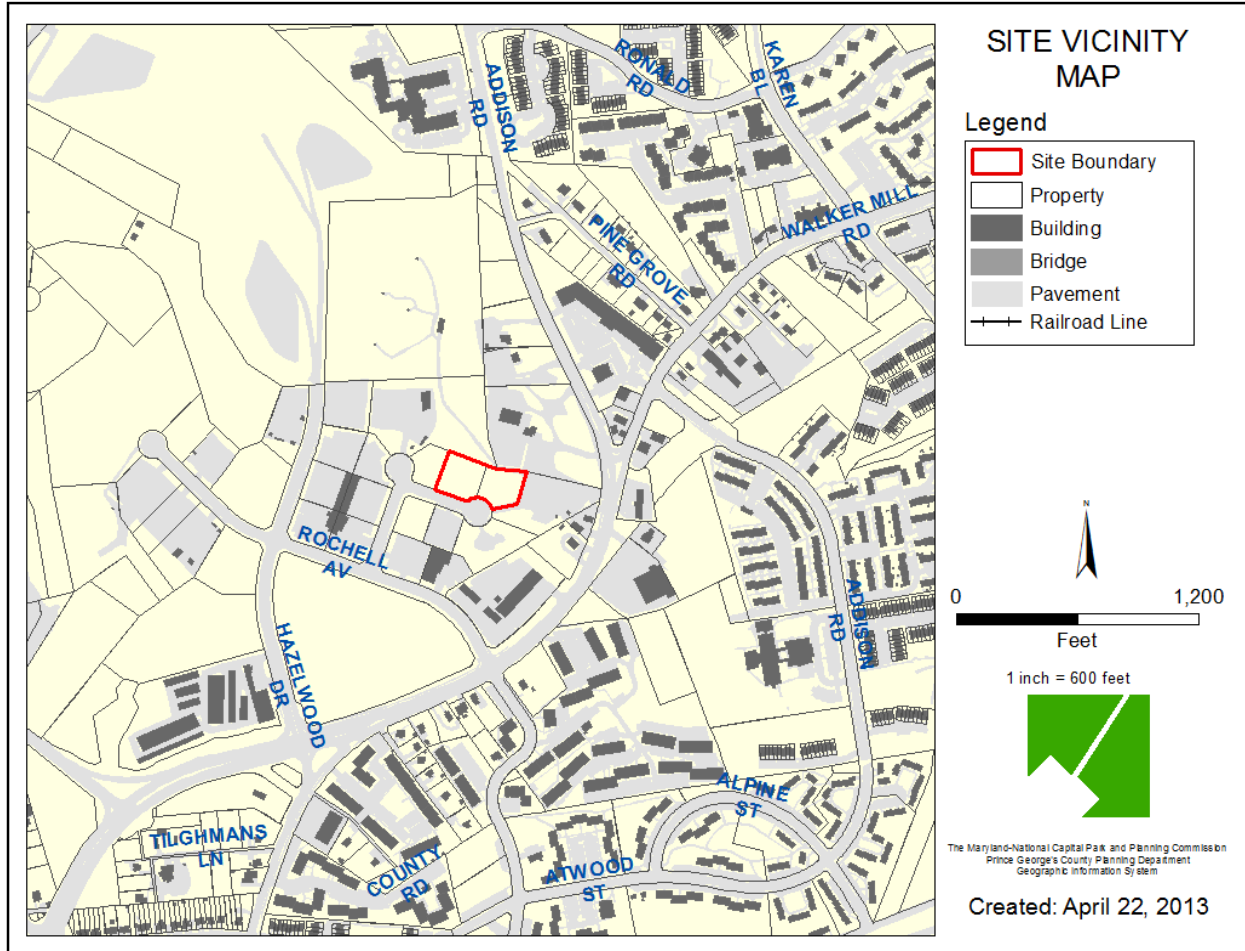 SITE VICINITY
MAP
Legend
Site Boundary
Property
Building
Bridge
Pavement
Railroad Line
N
0 1,200
Feet
1 inch = 600 feet
The Maryland-National Capital Park and Planning Commission
Prince George's County Planning Department
Geographic Information System
Created: April 22, 2013
ADDISON
RD
RONALD
RD
KAREN
BL
PINE GROVE
RD
WALKER MILL
RD
ROCHELL
AV
HAZELWOOD
DR
ADDISON
RD
ALPINE
ST
TILGHMANS
LN
COUNTY
RD
ATWOOD
ST